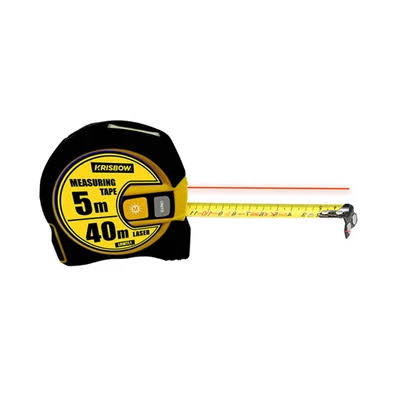 KRISBOW
MEASURING
TAPE
5m
40m
LASER